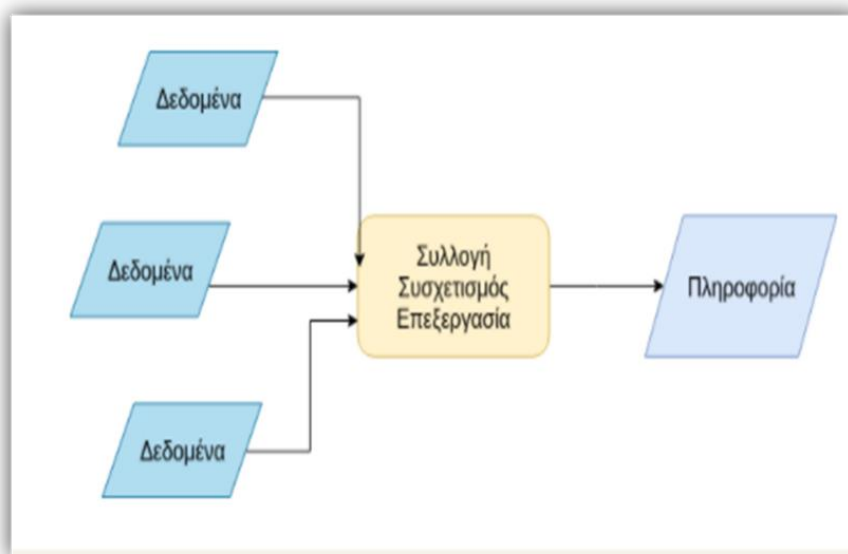 Δεδομένα
Δεδομένα
Δεδομένα
Συλλογή
Συσχετισμός
Επεξεργασία
Πληροφορία